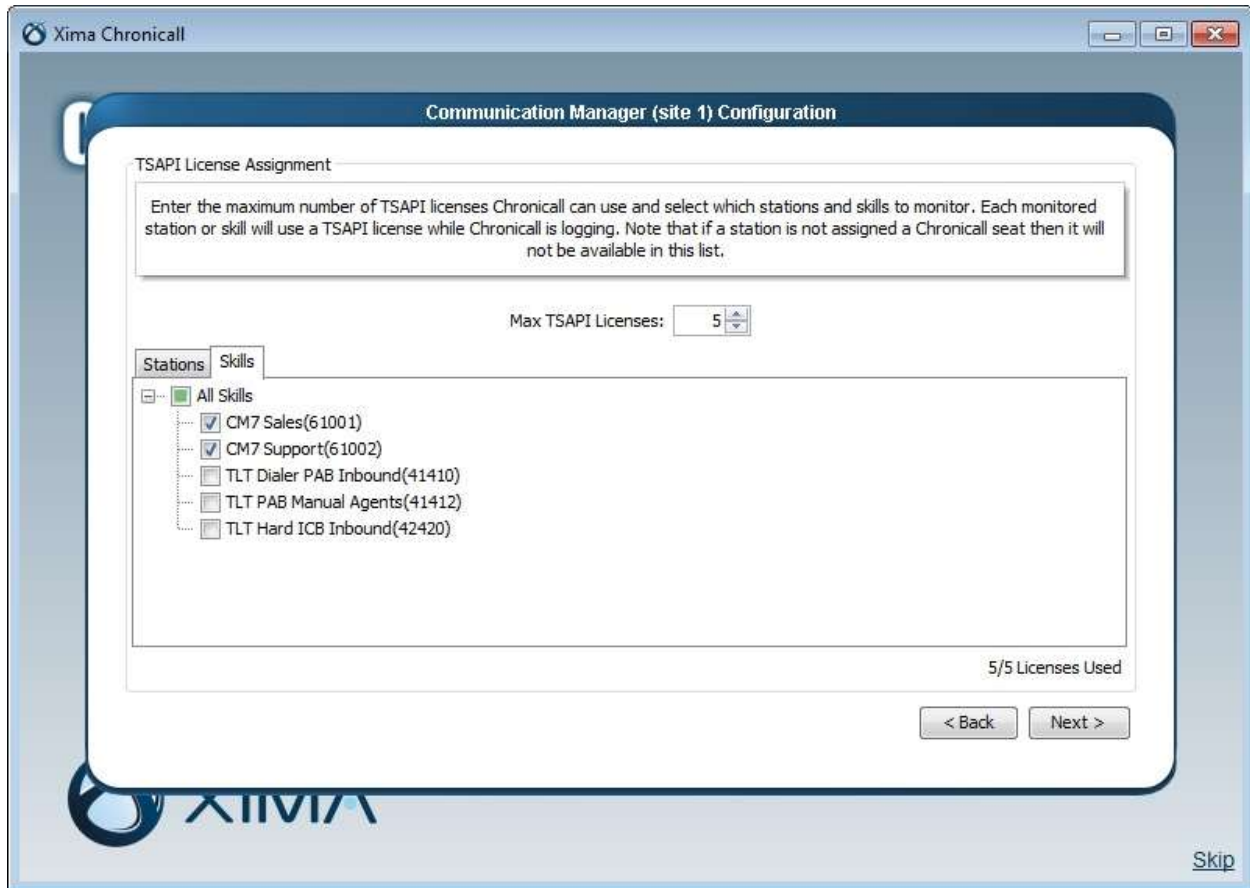 Xima Chronicall
Communication Manager (site 1) Configuration
TSAPI License Assignment
Enter the maximum number of TSAPI licenses Chronicall can use and select which stations and skills to monitor. Each monitored
station or skill will use a TSAPI license while Chronicall is logging. Note that if a station is not assigned a Chronicall seat then it will
not be available in this list.
Max TSAPI Licenses: 5
Stations Skills
All Skills
CM7 Sales(61001)
CM7 Support(61002)
TLT Dialer PAB Inbound(41410)
TLT PAB Manual Agents(41412)
TLT Hard ICB Inbound(42420)
5/5 Licenses Used
< Back Next >
XIMA
Skip